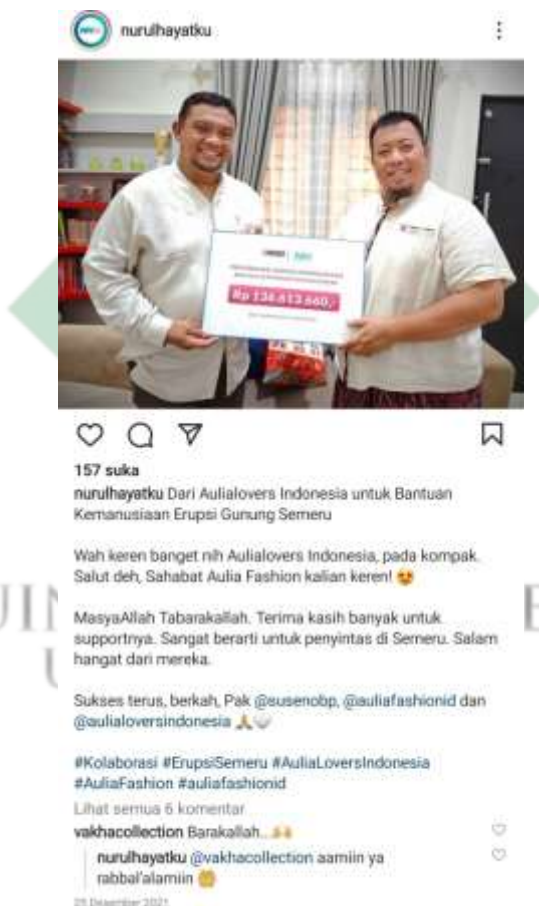 nurulhayatku
Rp 134.613.660,-
157 suka
nurulhayatku Dari Aulialovers Indonesia untuk Bantuan
Kemanusiaan Erupsi Gunung Semeru
Wah keren banget nih Aulialovers Indonesia, pada kompak.
Salut deh, Sahabat Aulia Fashion kalian keren! 😍
MasyaAllah Tabarakallah. Terima kasih banyak untuk
supportnya. Sangat berarti untuk penyintas di Semeru. Salam
hangat dari mereka.
Sukses terus, berkah, Pak @susenobp, @auliafashionid dan
@aulialoversindonesia 🙏🤍
#Kolaborasi #ErupsiSemeru #AuliaLoversIndonesia
#AuliaFashion #auliafashionid
Lihat semua 6 komentar
vakhacollection Barakallah..🙌
nurulhayatku @vakhacollection aamiin ya
rabbal'alamiin
25 Desember 2021